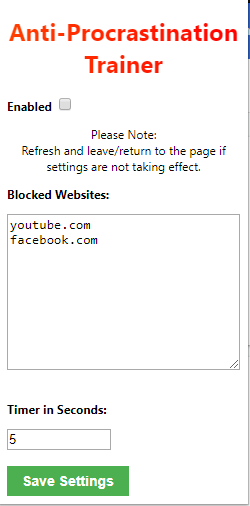 Anti-Procrastination
Trainer
Enabled
Please Note:
Refresh and leave/return to the page if
settings are not taking effect.
Blocked Websites:
youtube.com
facebook.com
Timer in Seconds:
5
Save Settings